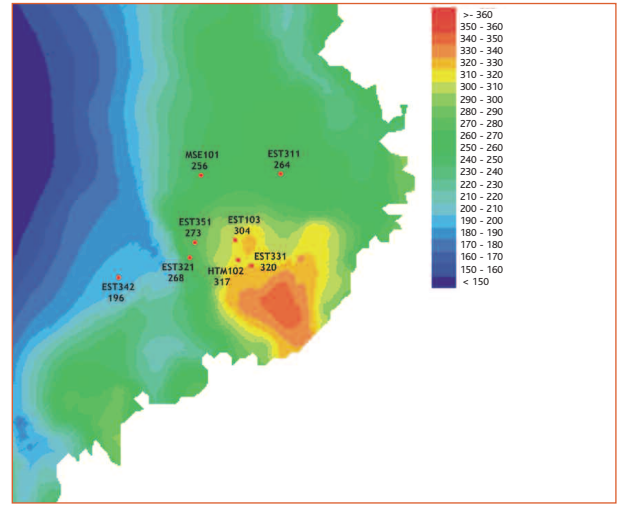 >- 360
350 - 360
340 - 350
330 - 340
320 - 330
310 - 320
300 - 310
290 - 300
280 - 290
270 - 280
260 - 270
250 - 260
240 - 250
230 - 240
220 - 230
210 - 220
200 - 210
190 - 200
180 - 190
170 - 180
160 - 170
150 - 160
< 150
MSE101
256
EST311
264
EST351
273
EST103
304
EST321
268
HTM102
317
EST331
320
EST342
196